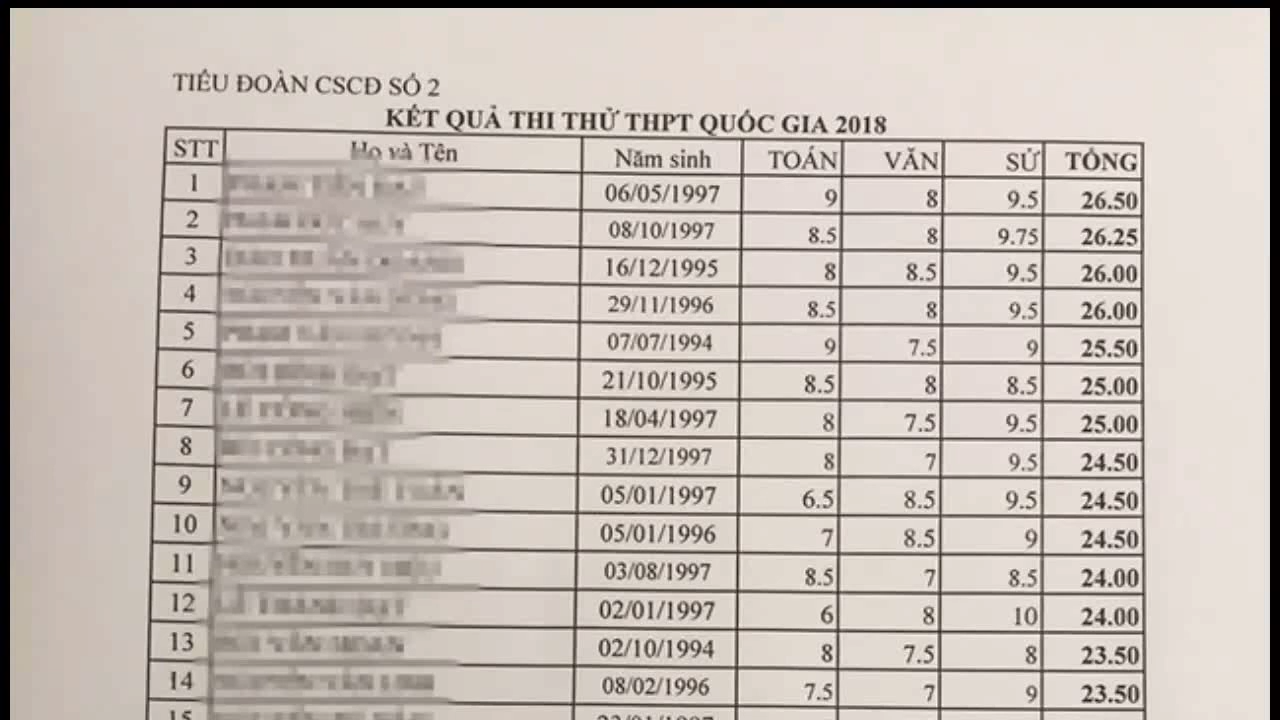 TIỂU ĐOÀN CSCĐ SỐ 2
KẾT QUẢ THI THỬ THPT QUỐC GIA 2018
STT Họ và Tên Năm sinh TOÁN VĂN SỬ TỔNG
1 06/05/1997 9 8 9.5 26.50
2 08/10/1997 8.5 8 9.75 26.25
3 16/12/1995 8 8.5 9.5 26.00
4 29/11/1996 8.5 8 9.5 26.00
5 07/07/1994 9 7.5 9 25.50
6 21/10/1995 8.5 8 8.5 25.00
7 18/04/1997 8 7.5 9.5 25.00
8 31/12/1997 8 7 9.5 24.50
9 05/01/1997 6.5 8.5 9.5 24.50
10 05/01/1996 7 8.5 9 24.50
11 03/08/1997 8.5 7 8.5 24.00
12 02/01/1997 6 8 10 24.00
13 02/10/1994 8 7.5 8 23.50
14 08/02/1996 7.5 7 9 23.50
15